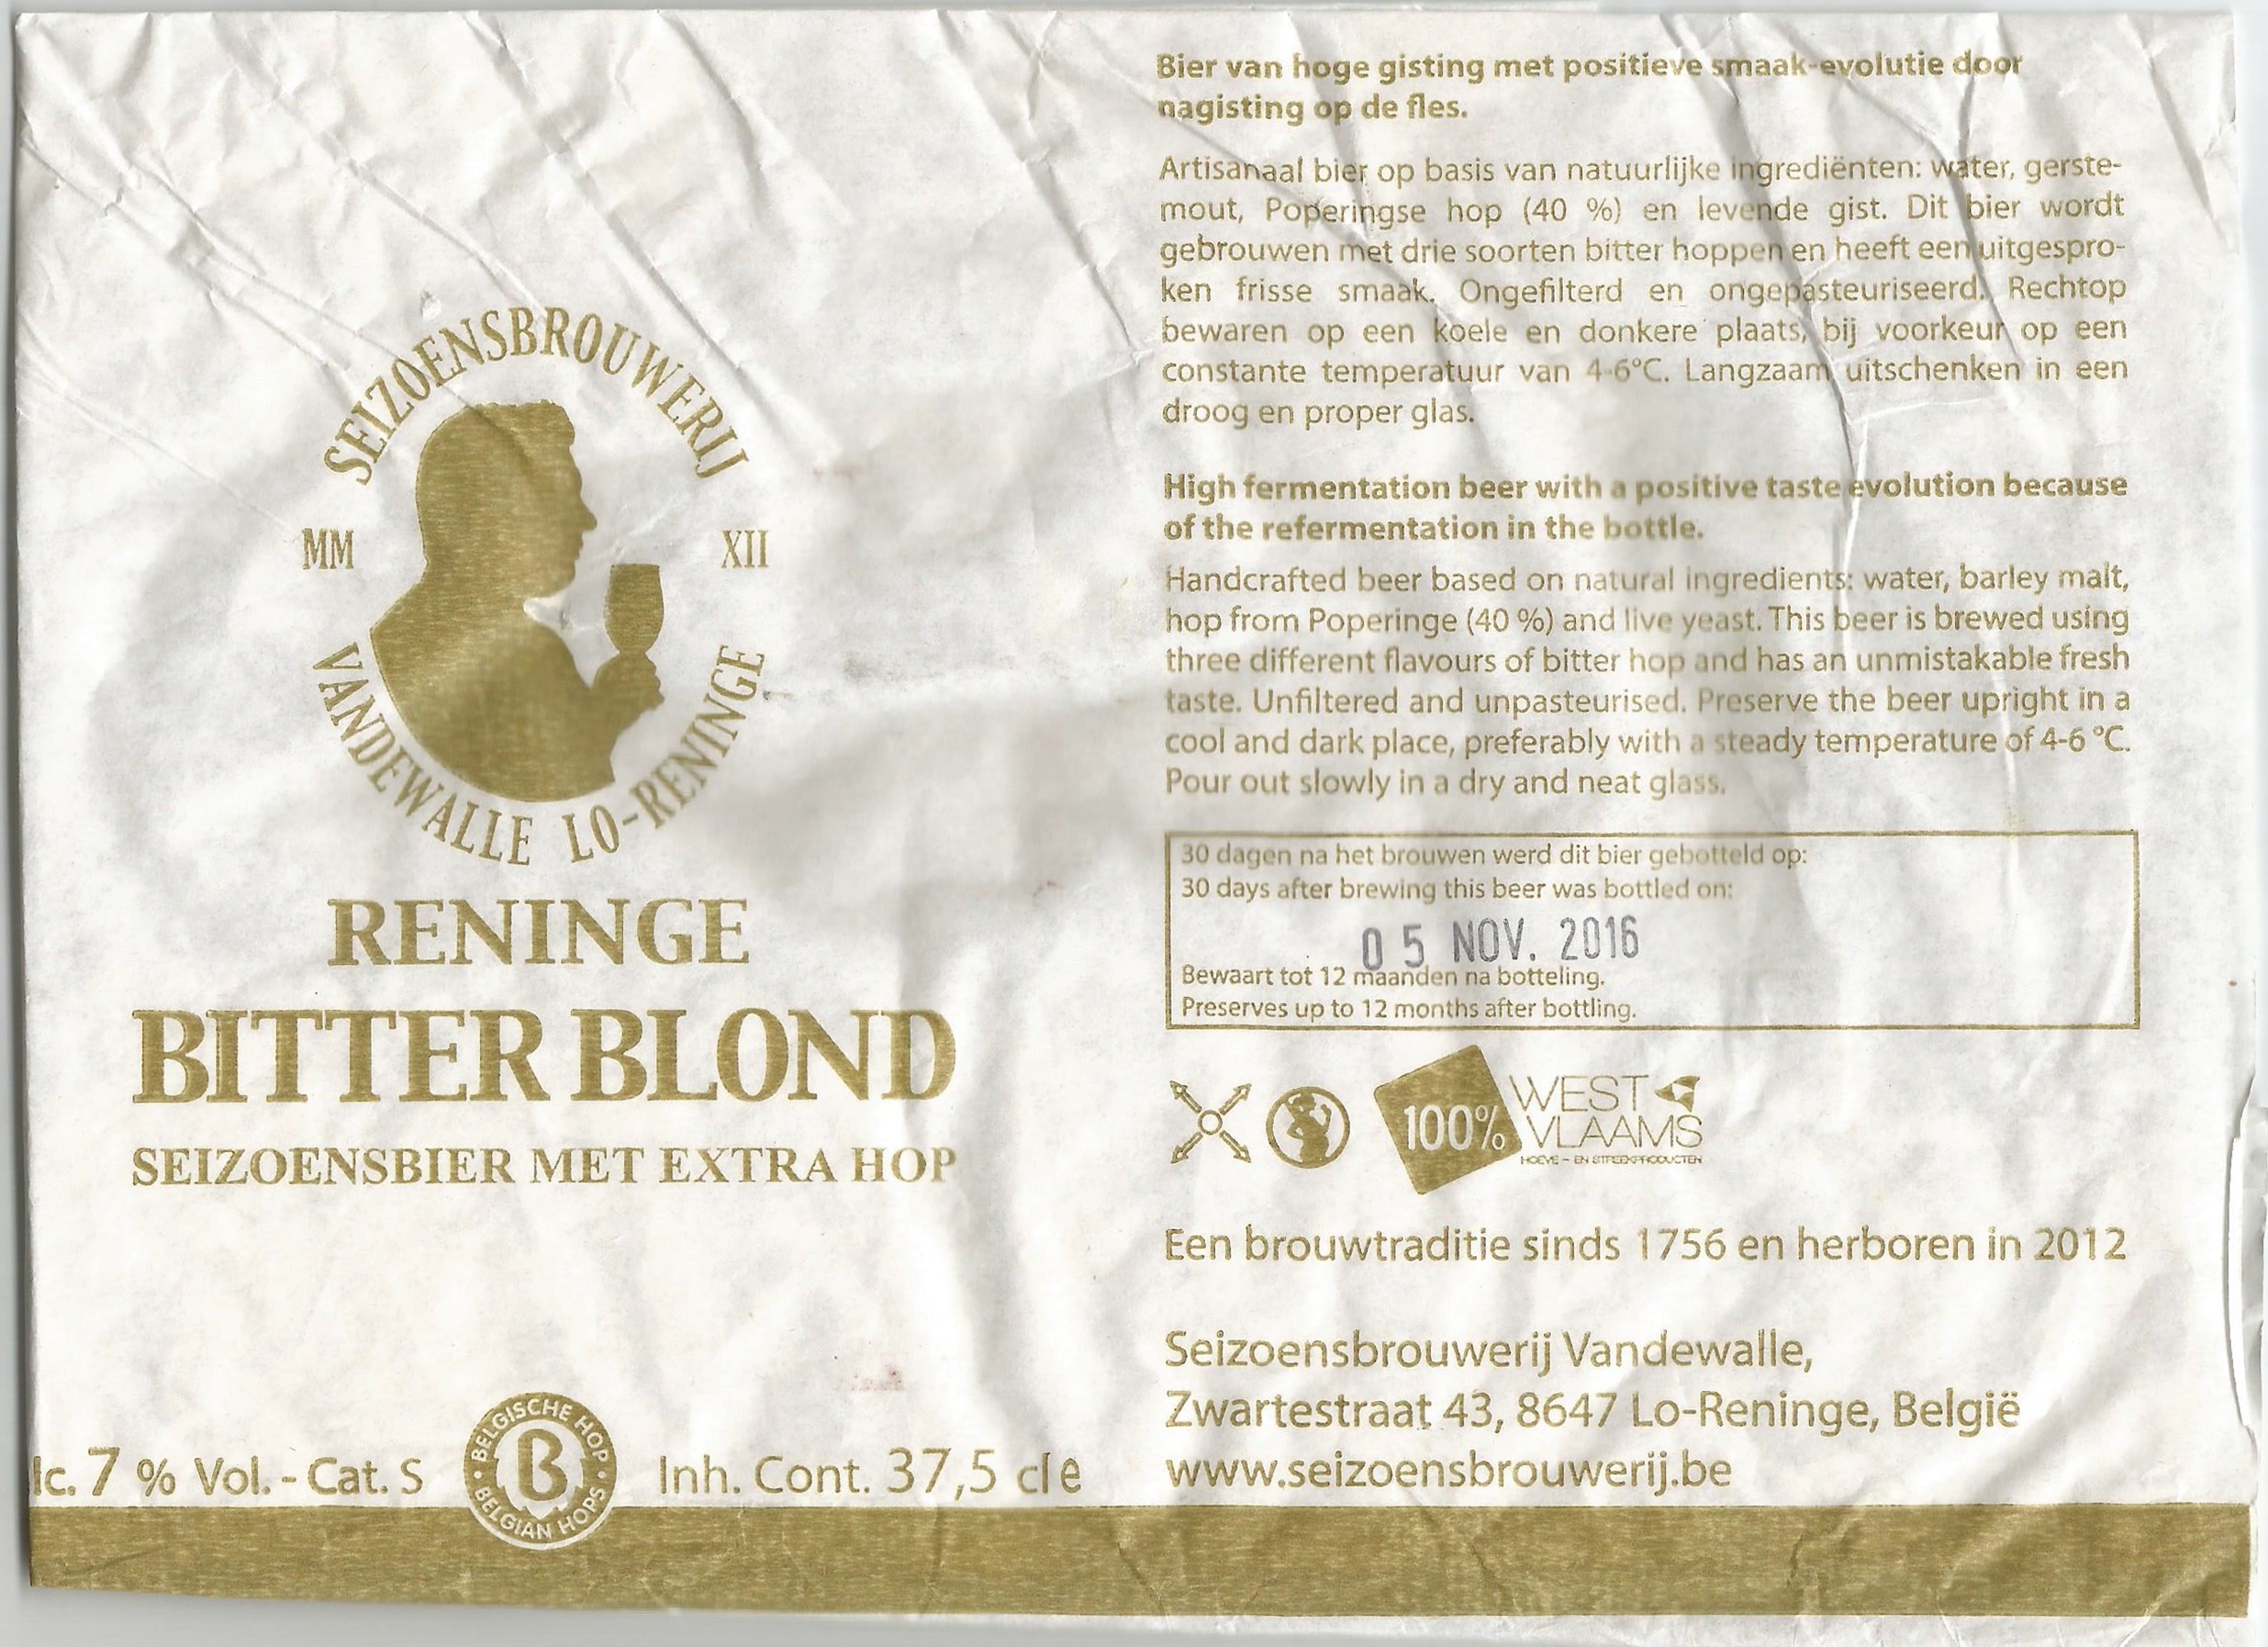 SEIZOENSBROUWERIJ
MM XII
VANDEWALLE LO-RENINGE
RENINGE
BITTER BLOND
SEIZOENSBIER MET EXTRA HOP
lc. 7 % Vol. - Cat. S
BELGISCHE HOP
B
BELGIAN HOPS
Inh. Cont. 37,5 cl e
Bier van hoge gisting met positieve smaak-evolutie door
nagisting op de fles.
Artisanaal bier op basis van natuurlijke ingrediënten: water, gerste-
mout, Poperingse hop (40 %) en levende gist. Dit bier wordt
gebrouwen met drie soorten bitter hoppen en heeft een uitgespro-
ken frisse smaak. Ongefilterd en ongepasteuriseerd. Rechtop
bewaren op een koele en donkere plaats, bij voorkeur op een
constante temperatuur van 4-6°C. Langzaam uitschenken in een
droog en proper glas.
High fermentation beer with a positive taste evolution because
of the refermentation in the bottle.
Handcrafted beer based on natural ingredients: water, barley malt,
hop from Poperinge (40 %) and live yeast. This beer is brewed using
three different flavours of bitter hop and has an unmistakable fresh
taste. Unfiltered and unpasteurised. Preserve the beer upright in a
cool and dark place, preferably with a steady temperature of 4-6 °C.
Pour out slowly in a dry and neat glass.
30 dagen na het brouwen werd dit bier gebotteld op:
30 days after brewing this beer was bottled on:
05 NOV. 2016
Bewaart tot 12 maanden na botteling.
Preserves up to 12 months after bottling.
100% WEST
VLAAMS
HOEVE - EN STREEKPRODUCTEN
Een brouwtraditie sinds 1756 en herboren in 2012
Seizoensbrouwerij Vandewalle,
Zwartestraat 43, 8647 Lo-Reninge, België
www.seizoensbrouwerij.be